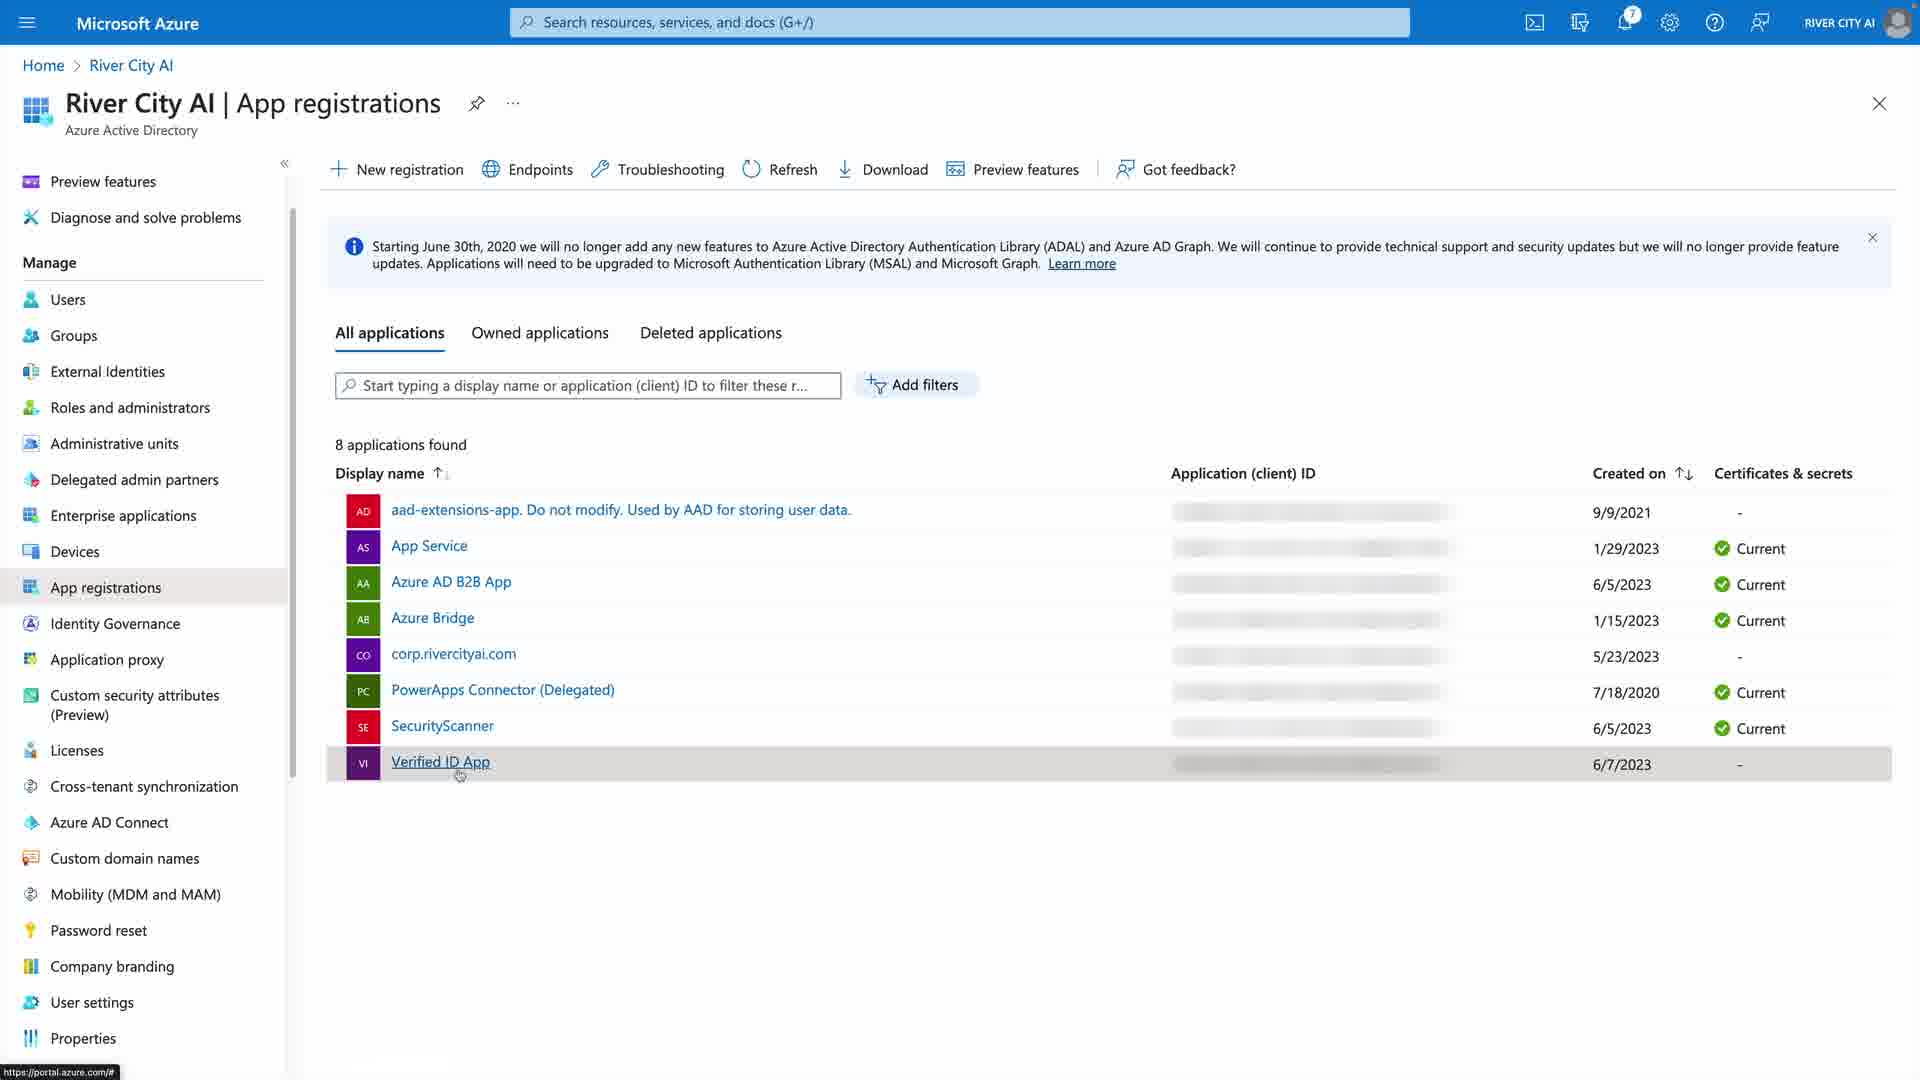 Microsoft Azure
Search resources, services, and docs (G+/)
7
RIVER CITY AI
Home > River City AI
River City AI | App registrations
Azure Active Directory
Preview features
Diagnose and solve problems
Manage
Users
Groups
External Identities
Roles and administrators
Administrative units
Delegated admin partners
Enterprise applications
Devices
App registrations
Identity Governance
Application proxy
Custom security attributes
(Preview)
Licenses
Cross-tenant synchronization
Azure AD Connect
Custom domain names
Mobility (MDM and MAM)
Password reset
Company branding
User settings
Properties
https://portal.azure.com/#
New registration
Endpoints
Troubleshooting
Refresh
Download
Preview features
Got feedback?
Starting June 30th, 2020 we will no longer add any new features to Azure Active Directory Authentication Library (ADAL) and Azure AD Graph. We will continue to provide technical support and security updates but we will no longer provide feature
updates. Applications will need to be upgraded to Microsoft Authentication Library (MSAL) and Microsoft Graph. Learn more
All applications
Owned applications
Deleted applications
Start typing a display name or application (client) ID to filter these r...
Add filters
8 applications found
Display name
Application (client) ID
Created on
Certificates & secrets
AD aad-extensions-app. Do not modify. Used by AAD for storing user data. 9/9/2021 -
AS App Service 1/29/2023 Current
AA Azure AD B2B App 6/5/2023 Current
AB Azure Bridge 1/15/2023 Current
CO corp.rivercityai.com 5/23/2023 -
PC PowerApps Connector (Delegated) 7/18/2020 Current
SE SecurityScanner 6/5/2023 Current
VI Verified ID App 6/7/2023 -